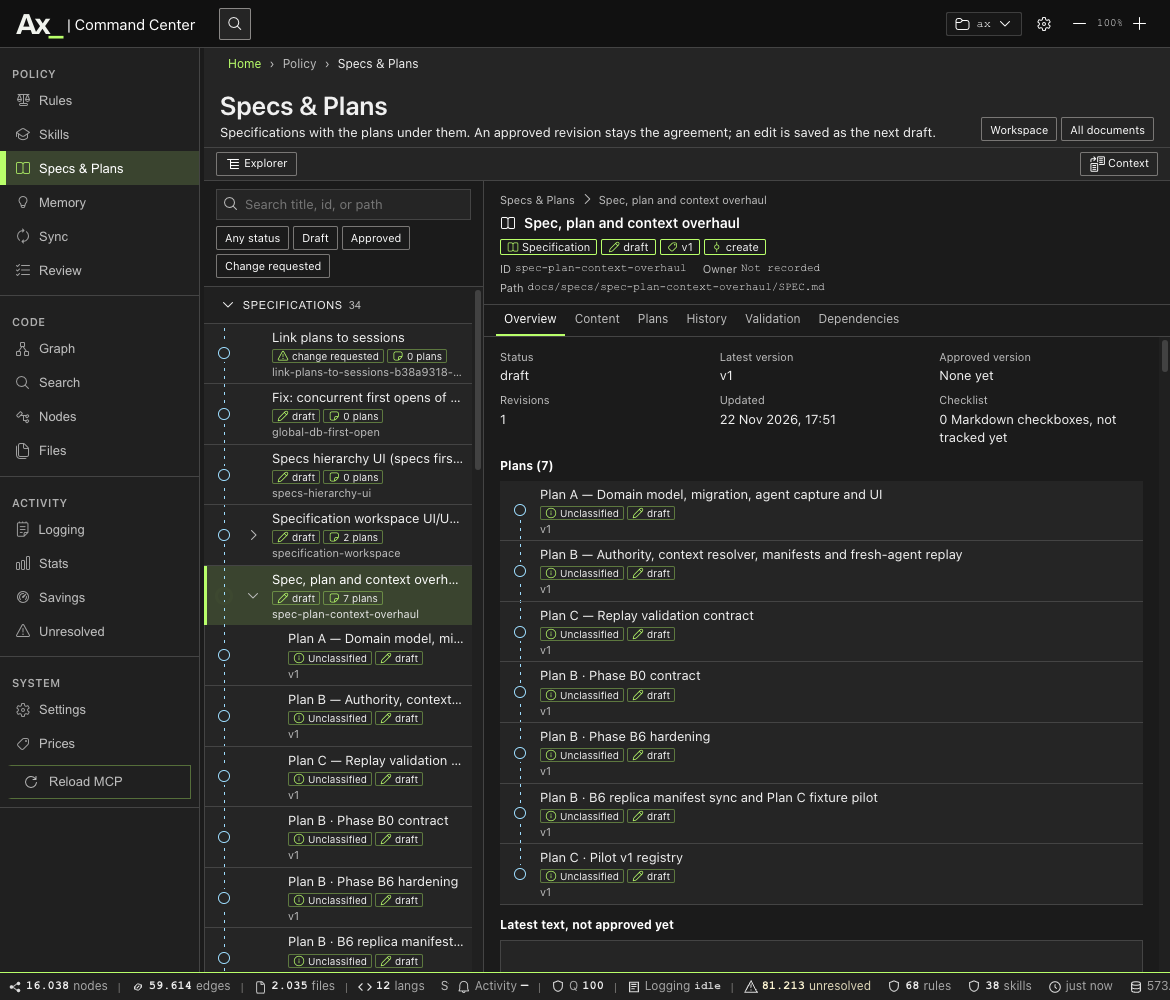 Ax_ | Command Center
ax
100%
POLICY
Rules
Skills
Specs & Plans
Memory
Sync
Review
CODE
Graph
Search
Nodes
Files
ACTIVITY
Logging
Stats
Savings
Unresolved
SYSTEM
Settings
Prices
Reload MCP
Home › Policy › Specs & Plans
Specs & Plans
Specifications with the plans under them. An approved revision stays the agreement; an edit is saved as the next draft.
Workspace
All documents
Explorer
Context
Search title, id, or path
Any status
Draft
Approved
Change requested
SPECIFICATIONS 34
Link plans to sessions
change requested 0 plans
link-plans-to-sessions-b38a9318-...
Fix: concurrent first opens of ...
draft 0 plans
global-db-first-open
Specs hierarchy UI (specs firs...
draft 0 plans
specs-hierarchy-ui
Specification workspace UI/U...
draft 2 plans
specification-workspace
Spec, plan and context overh...
draft 7 plans
spec-plan-context-overhaul
Plan A — Domain model, mi...
Unclassified draft
v1
Plan B — Authority, context...
Unclassified draft
v1
Plan C — Replay validation ...
Unclassified draft
v1
Plan B · Phase B0 contract
Unclassified draft
v1
Plan B · Phase B6 hardening
Unclassified draft
v1
Plan B · B6 replica manifest...
Unclassified draft
Specs & Plans > Spec, plan and context overhaul
Spec, plan and context overhaul
Specification draft v1 create
ID spec-plan-context-overhaul Owner Not recorded
Path docs/specs/spec-plan-context-overhaul/SPEC.md
Overview Content Plans History Validation Dependencies
Status
draft
Latest version
v1
Approved version
None yet
Revisions
1
Updated
22 Nov 2026, 17:51
Checklist
0 Markdown checkboxes, not
tracked yet
Plans (7)
Plan A — Domain model, migration, agent capture and UI
Unclassified draft
v1
Plan B — Authority, context resolver, manifests and fresh-agent replay
Unclassified draft
v1
Plan C — Replay validation contract
Unclassified draft
v1
Plan B · Phase B0 contract
Unclassified draft
v1
Plan B · Phase B6 hardening
Unclassified draft
v1
Plan B · B6 replica manifest sync and Plan C fixture pilot
Unclassified draft
v1
Plan C · Pilot v1 registry
Unclassified draft
v1
Latest text, not approved yet
16.038 nodes | 59.614 edges | 2.035 files | 12 langs S Activity — | Q 100 | Logging idle | 81.213 unresolved 68 rules 38 skills just now 573.